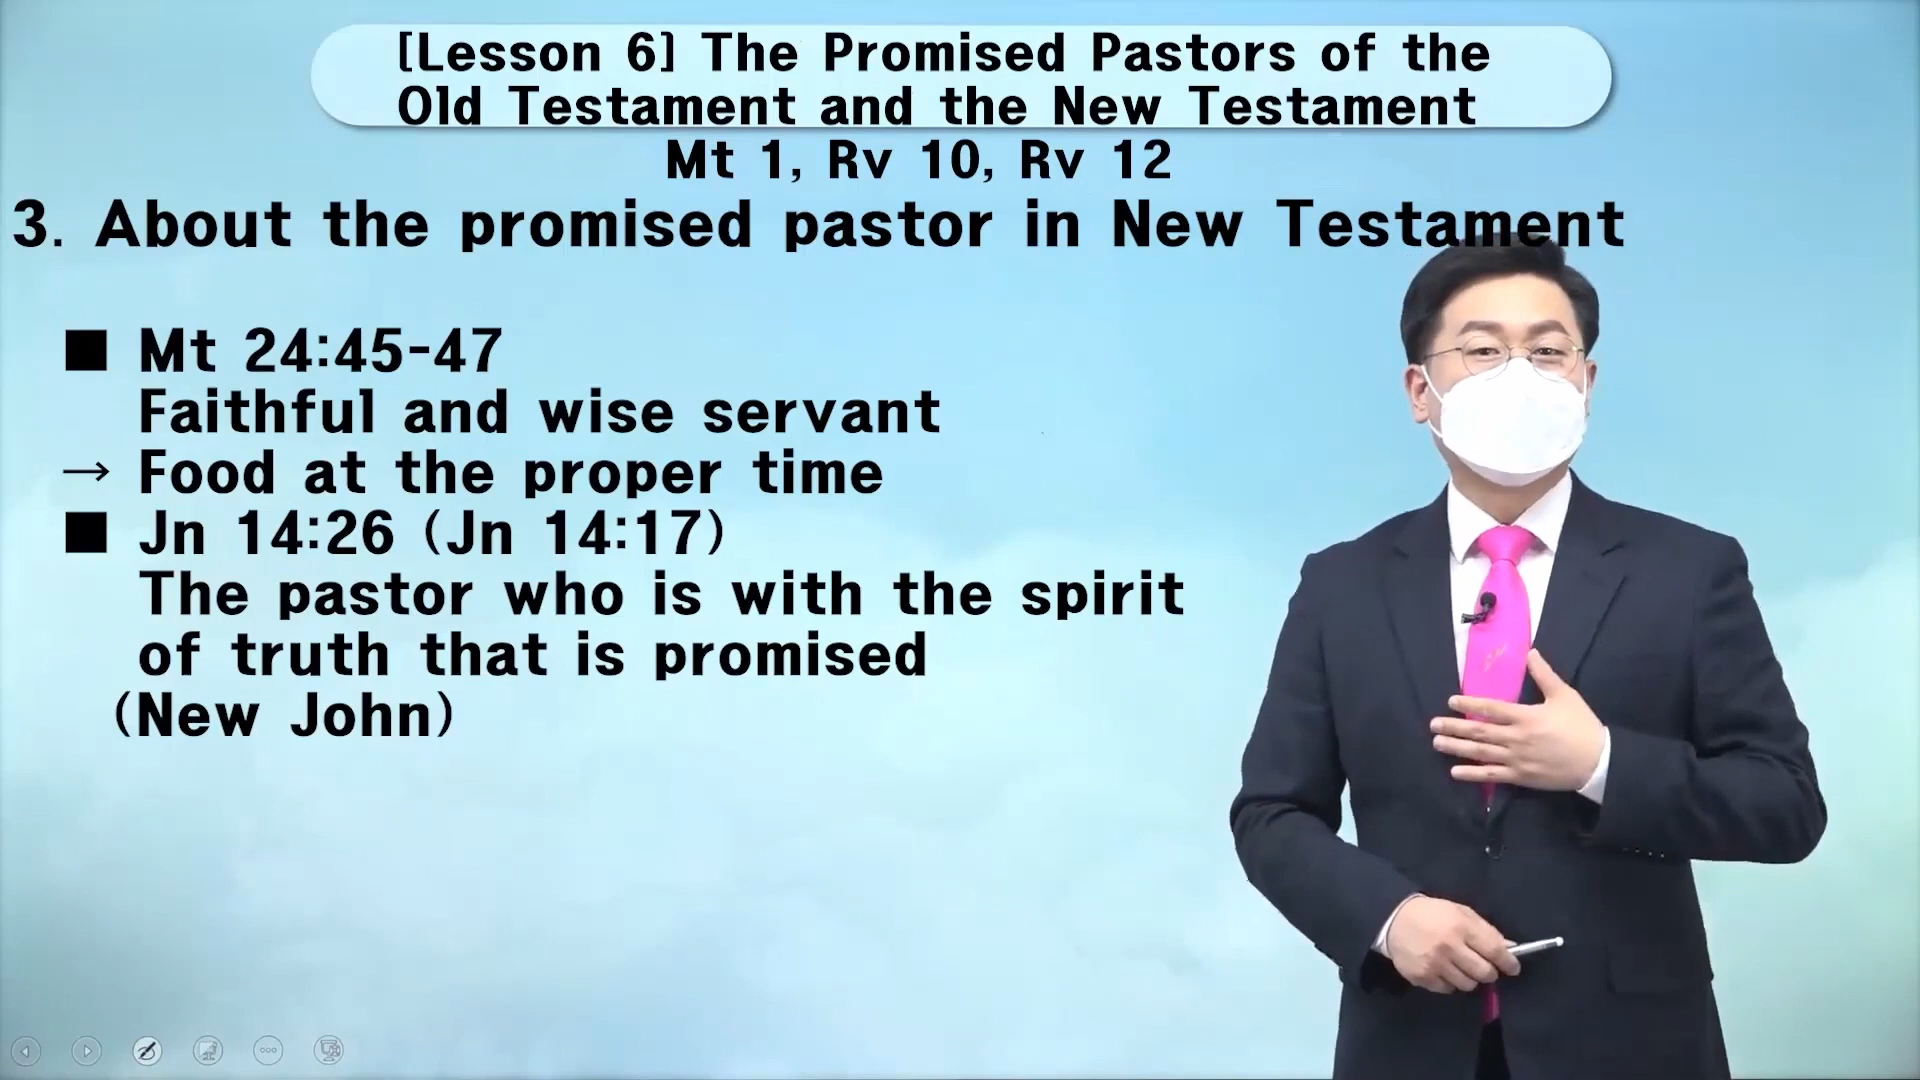 [Lesson 6] The Promised Pastors of the
Old Testament and the New Testament
Mt 1, Rv 10, Rv 12
3. About the promised pastor in New Testament
■ Mt 24:45-47
Faithful and wise servant
→ Food at the proper time
■ Jn 14:26 (Jn 14:17)
The pastor who is with the spirit
of truth that is promised
(New John)